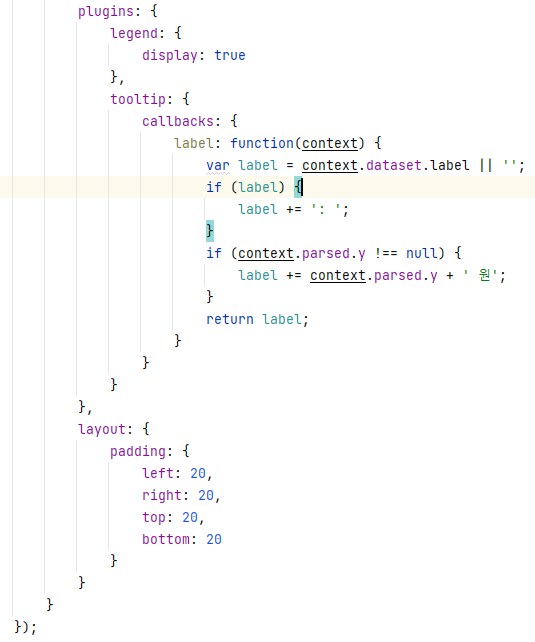 plugins: {
            legend: {
                display: true
            },
            tooltip: {
                callbacks: {
                    label: function(context) {
                        var label = context.dataset.label || '';
                        if (label) {
                            label += ': ';
                        }
                        if (context.parsed.y !== null) {
                            label += context.parsed.y + ' 원';
                        }
                        return label;
                    }
                }
            }
        },
        layout: {
            padding: {
                left: 20,
                right: 20,
                top: 20,
                bottom: 20
            }
        }
    }
});